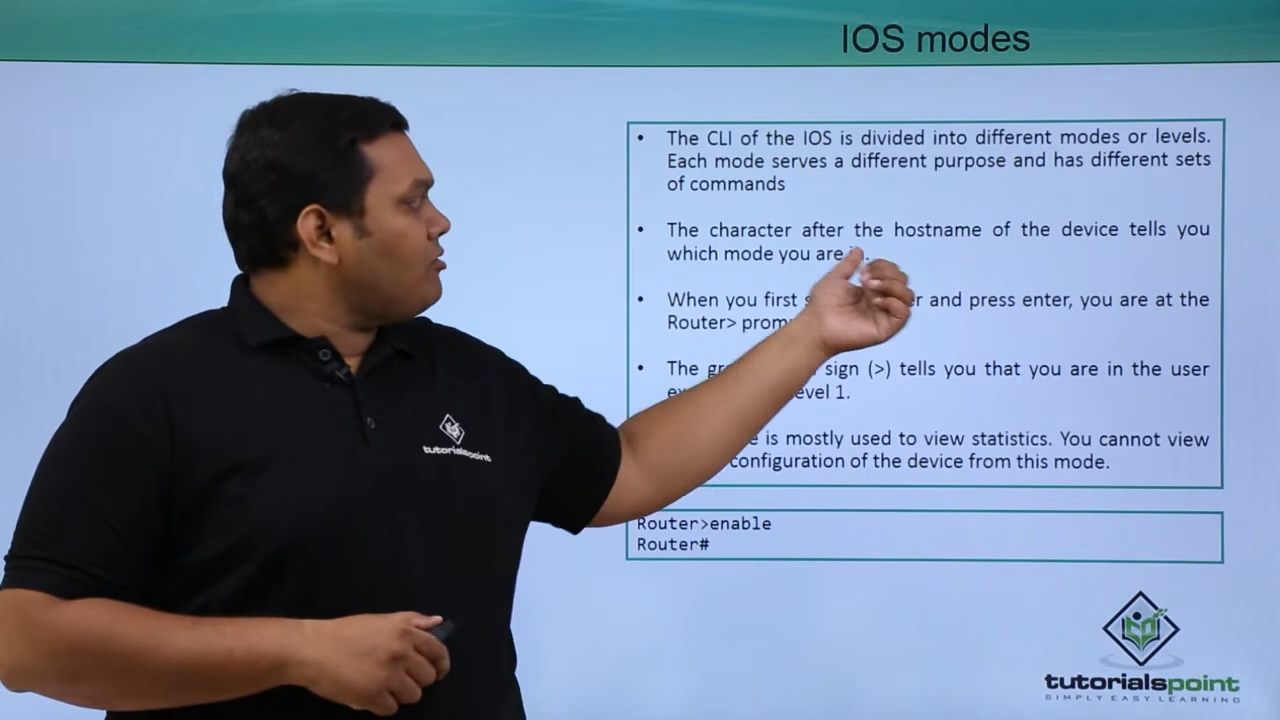 IOS modes
• The CLI of the IOS is divided into different modes or levels.
Each mode serves a different purpose and has different sets
of commands
• The character after the hostname of the device tells you
which mode you are
• When you first and press enter, you are at the
Router>
• The sign (>) tells you that you are in the user
1.
is mostly used to view statistics. You cannot view
configuration of the device from this mode.
Router>enable
Router#
tutorialspoint
tutorialspoint
SIMPLY EASY LEARNING